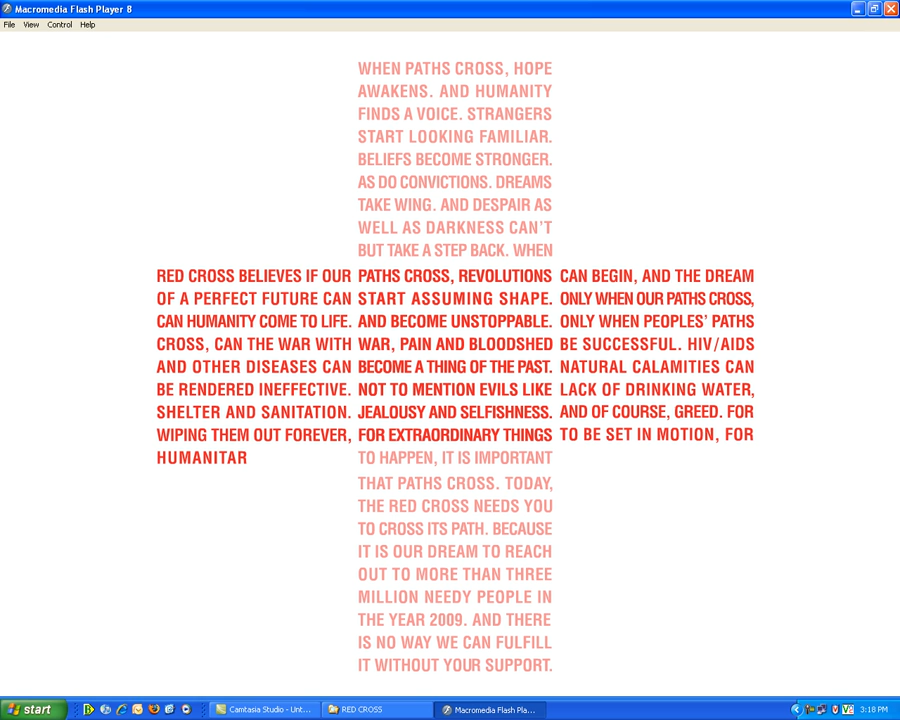 Macromedia Flash Player 8
File View Control Help
WHEN PATHS CROSS, HOPE
AWAKENS. AND HUMANITY
FINDS A VOICE. STRANGERS
START LOOKING FAMILIAR.
BELIEFS BECOME STRONGER.
AS DO CONVICTIONS. DREAMS
TAKE WING. AND DESPAIR AS
WELL AS DARKNESS CAN'T
BUT TAKE A STEP BACK. WHEN
RED CROSS BELIEVES IF OUR PATHS CROSS, REVOLUTIONS CAN BEGIN, AND THE DREAM
OF A PERFECT FUTURE CAN START ASSUMING SHAPE. ONLY WHEN OUR PATHS CROSS,
CAN HUMANITY COME TO LIFE. AND BECOME UNSTOPPABLE. ONLY WHEN PEOPLES' PATHS
CROSS, CAN THE WAR WITH WAR, PAIN AND BLOODSHED BE SUCCESSFUL. HIV/AIDS
AND OTHER DISEASES CAN BECOME A THING OF THE PAST. NATURAL CALAMITIES CAN
BE RENDERED INEFFECTIVE. NOT TO MENTION EVILS LIKE LACK OF DRINKING WATER,
SHELTER AND SANITATION. JEALOUSY AND SELFISHNESS. AND OF COURSE, GREED. FOR
WIPING THEM OUT FOREVER, FOR EXTRAORDINARY THINGS TO BE SET IN MOTION, FOR
HUMANITAR TO HAPPEN, IT IS IMPORTANT
THAT PATHS CROSS. TODAY,
THE RED CROSS NEEDS YOU
TO CROSS ITS PATH. BECAUSE
IT IS OUR DREAM TO REACH
OUT TO MORE THAN THREE
MILLION NEEDY PEOPLE IN
THE YEAR 2009. AND THERE
IS NO WAY WE CAN FULFILL
IT WITHOUT YOUR SUPPORT.
start Camtasia Studio - Unt... RED CROSS Macromedia Flash Pla... 3:18 PM